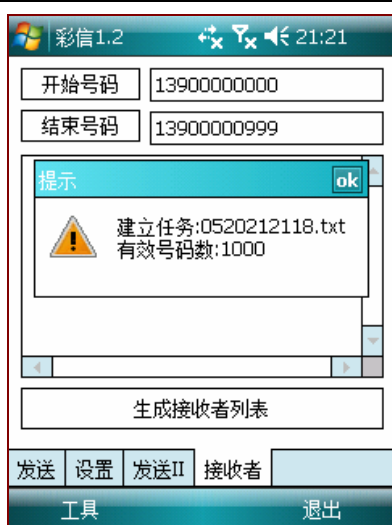 彩信1.2 21:21
开始号码 13900000000
结束号码 13900000999
提示 ok
建立任务:0520212118.txt
有效号码数:1000
生成接收者列表
发送 设置 发送II 接收者
工具 退出